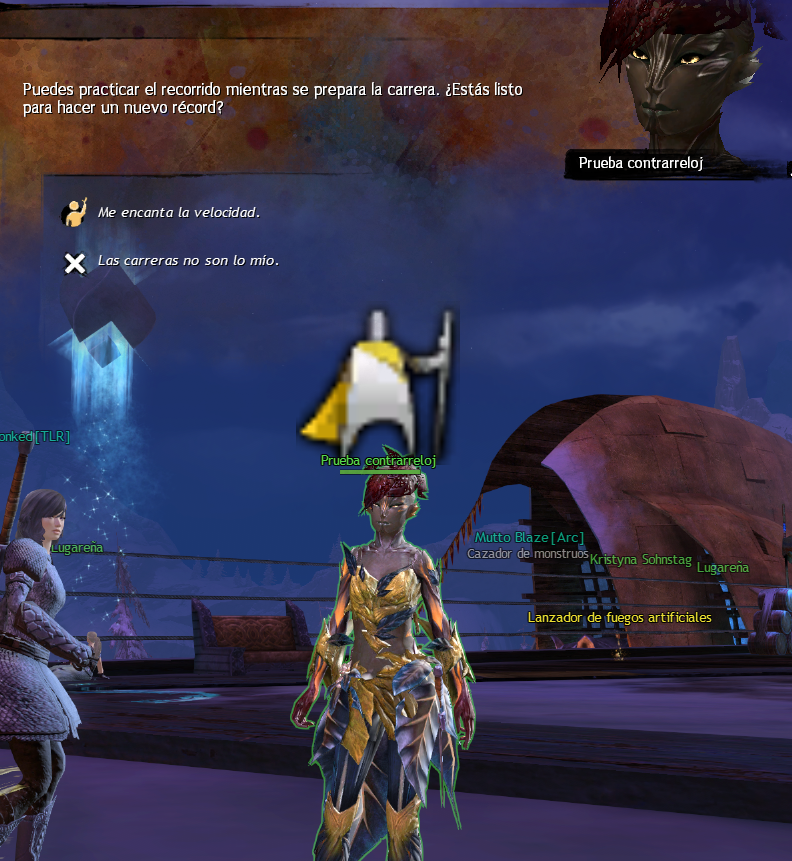 Puedes practicar el recorrido mientras se prepara la carrera. ¿Estás listo
para hacer un nuevo récord?
Prueba contrarreloj
Me encanta la velocidad.
Las carreras no son lo mío.
onked[TLR]
Prueba contrarreloj
Lugareña
Mutto Blaze[Arc]
Cazador de monstruos
Kristyna Sohnstag
Lugareña
Lanzador de fuegos artificiales